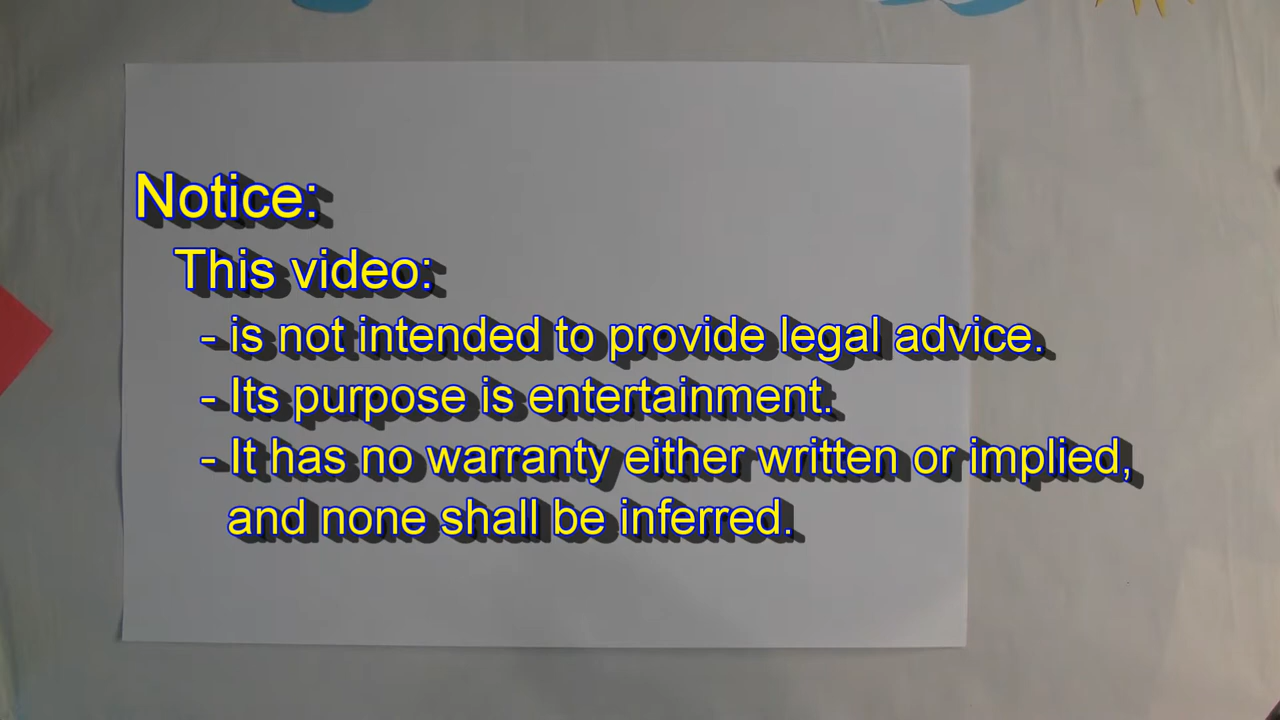 Notice:
This video:
- is not intended to provide legal advice.
- Its purpose is entertainment.
- It has no warranty either written or implied,
and none shall be inferred.